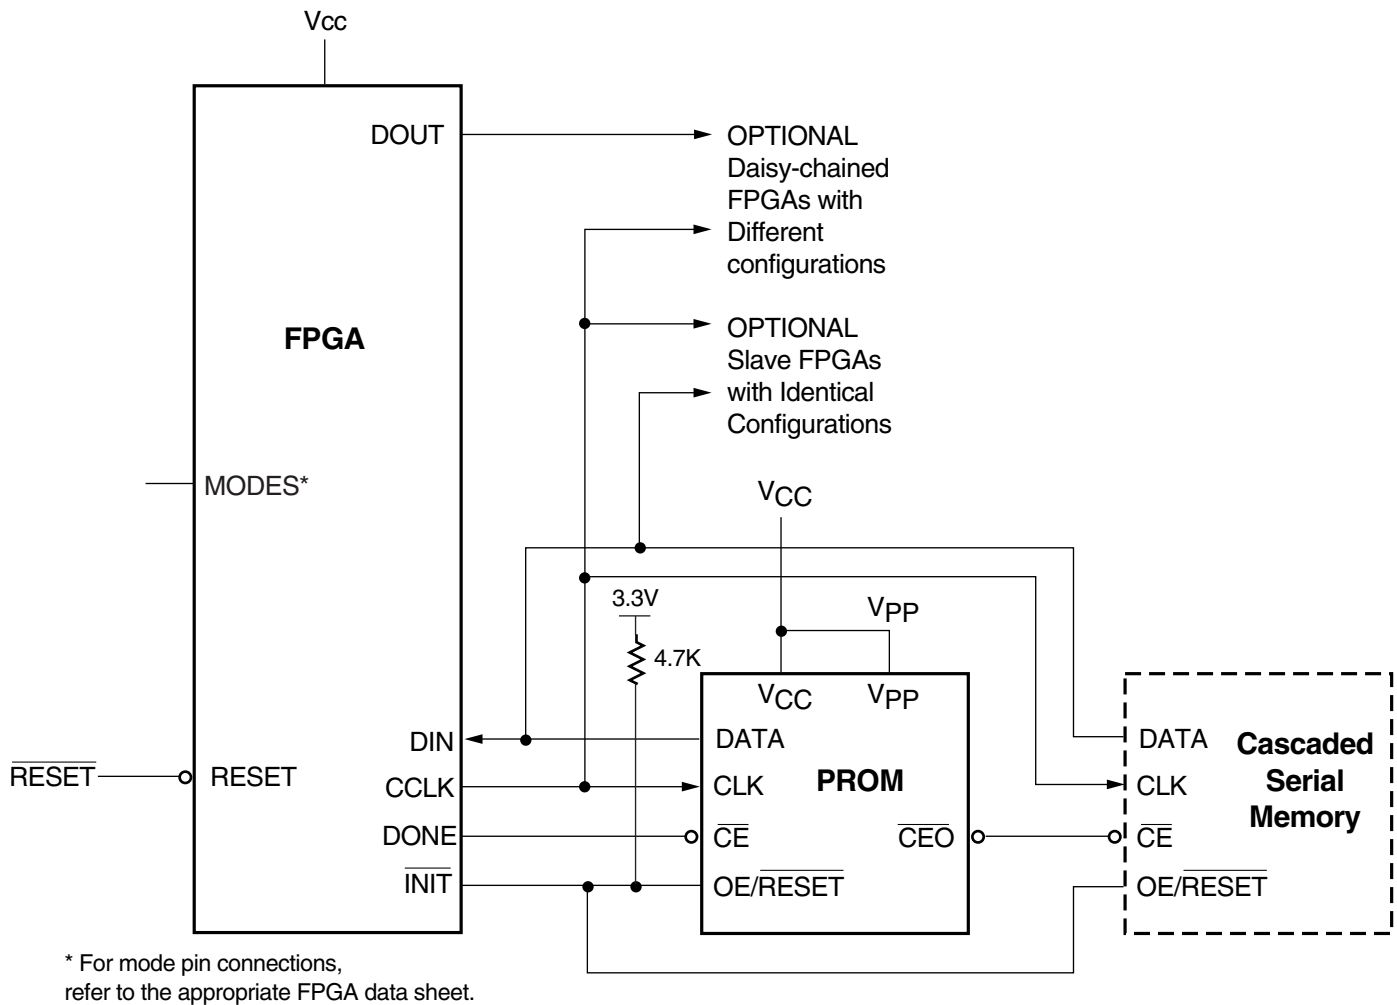 Vcc
DOUT
OPTIONAL
Daisy-chained
FPGAs with
Different
configurations
FPGA
OPTIONAL
Slave FPGAs
with Identical
Configurations
MODES*
VCC
3.3V
VPP
4.7K
VCC
VPP
DIN
DATA
DATA
Cascaded
Serial
Memory
RESET
RESET
CCLK
CLK
PROM
CLK
DONE
CE
CEO
CE
INIT
OE/RESET
OE/RESET
* For mode pin connections,
refer to the appropriate FPGA data sheet.